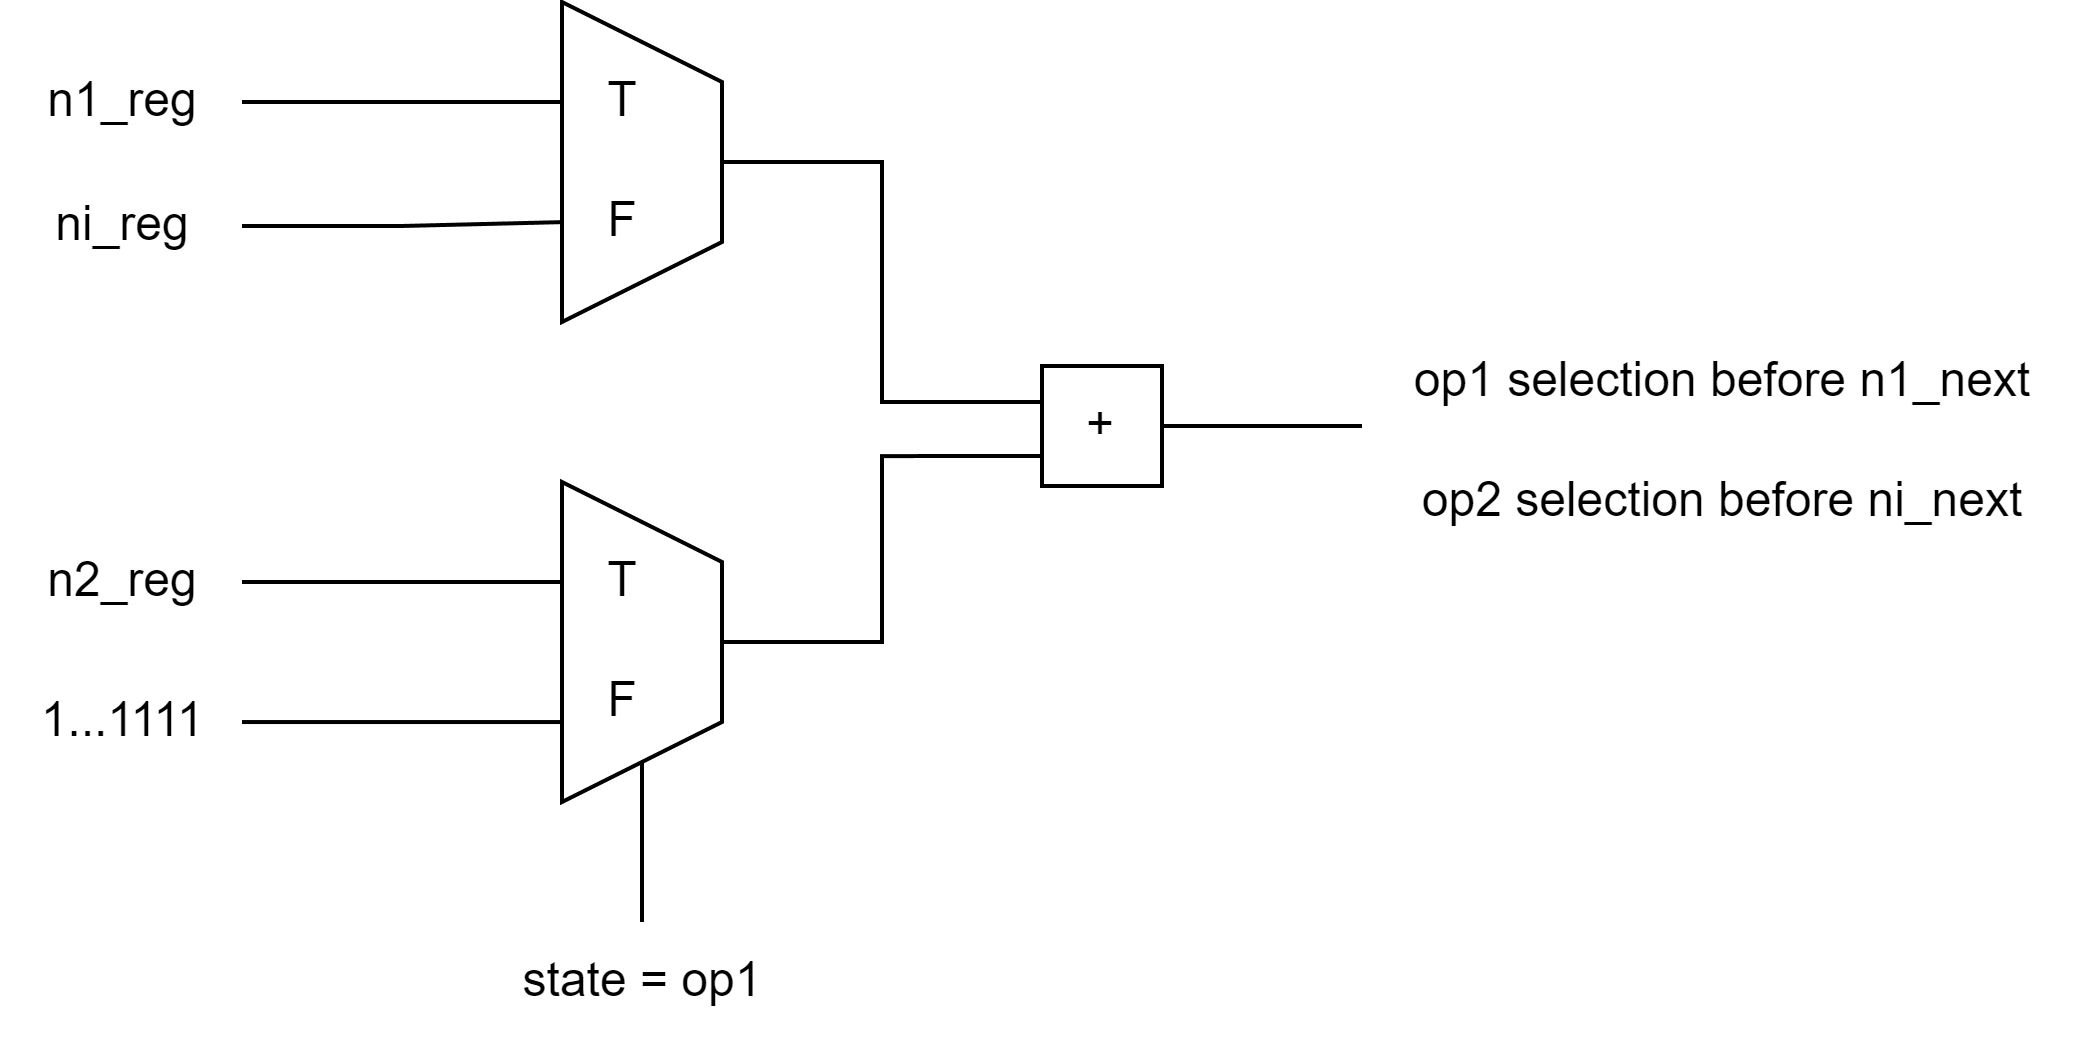 n1_reg
T
ni_reg
F
+
op1 selection before n1_next
op2 selection before ni_next
n2_reg
T
1...1111
F
state = op1